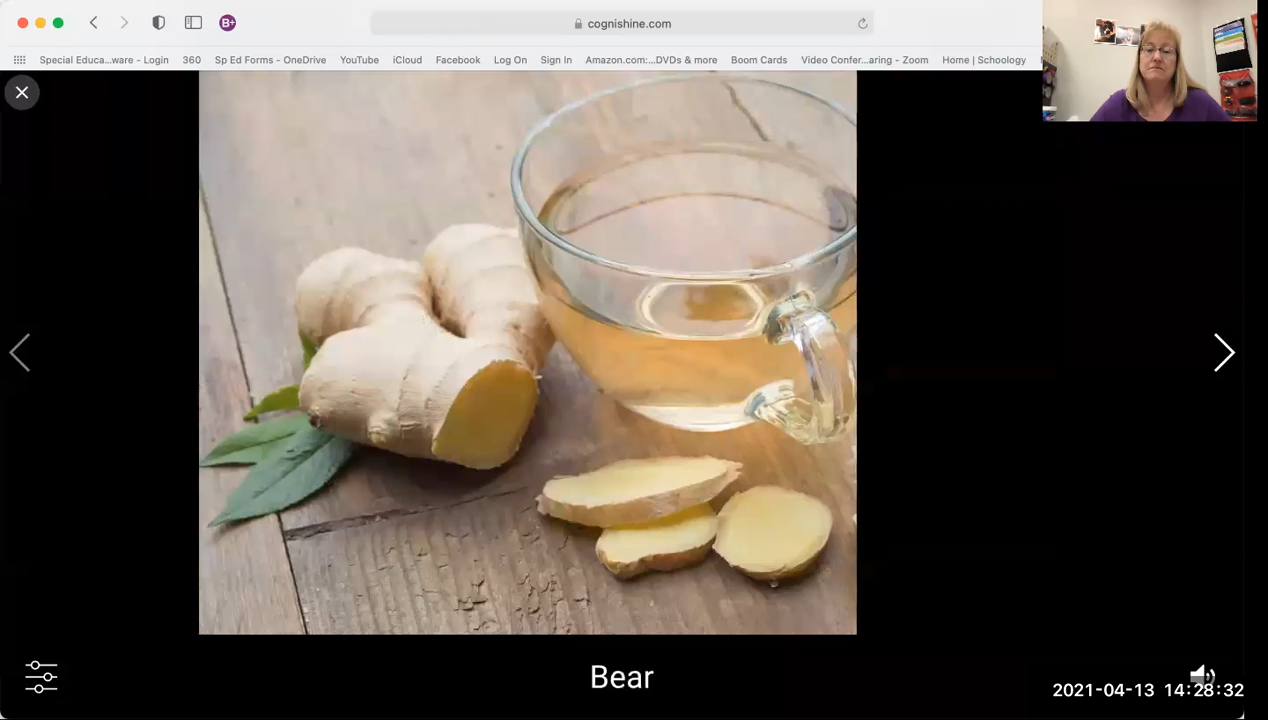 B+
cognishine.com
Special Educa...ware - Login 360 Sp Ed Forms - OneDrive YouTube iCloud Facebook Log On Sign In Amazon.com:...DVDs & more Boom Cards Video Confer...aring - Zoom Home | Schoology
Bear
2021-04-13 14:28:32